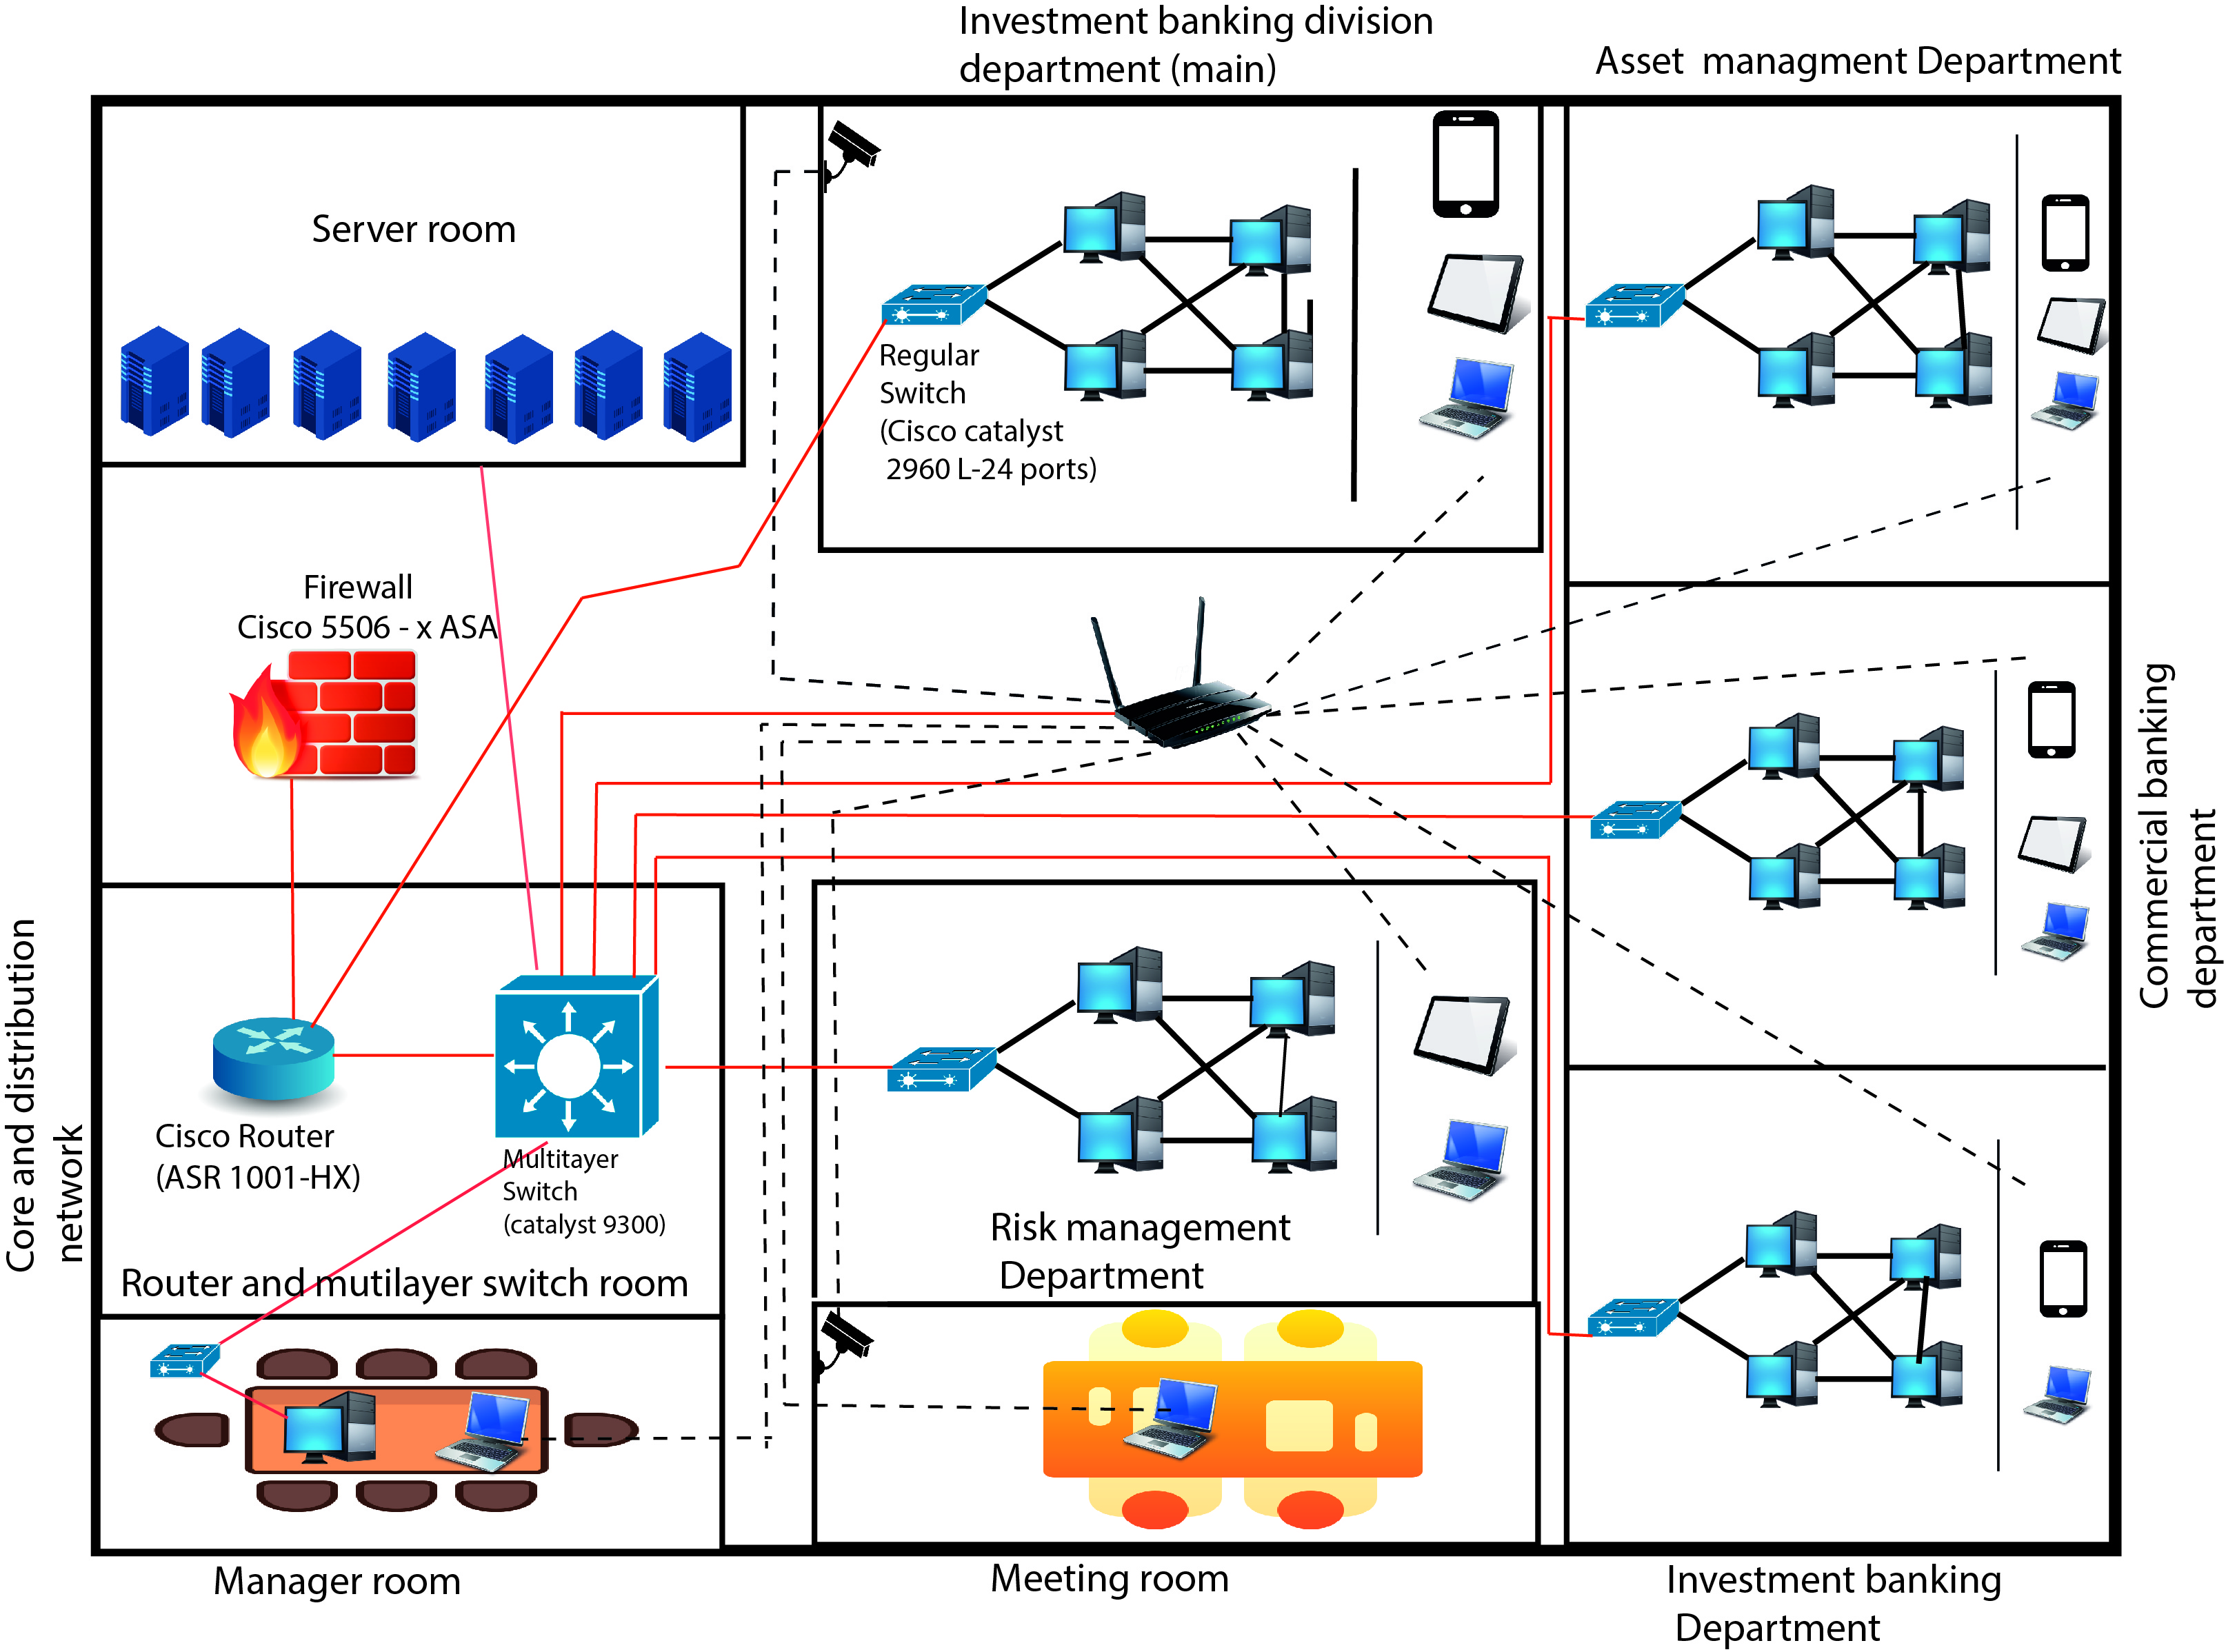 Investment banking division
department (main)
Asset  managment Department
Server room
Regular
Switch
(Cisco catalyst
2960 L-24 ports)
Firewall
Cisco 5506 - x ASA
Commercial banking
department
Core and distribution
network
Cisco Router
(ASR 1001-HX)
Multitayer
Switch
(catalyst 9300)
Router and mutilayer switch room
Risk management
Department
Manager room
Meeting room
Investment banking
Department